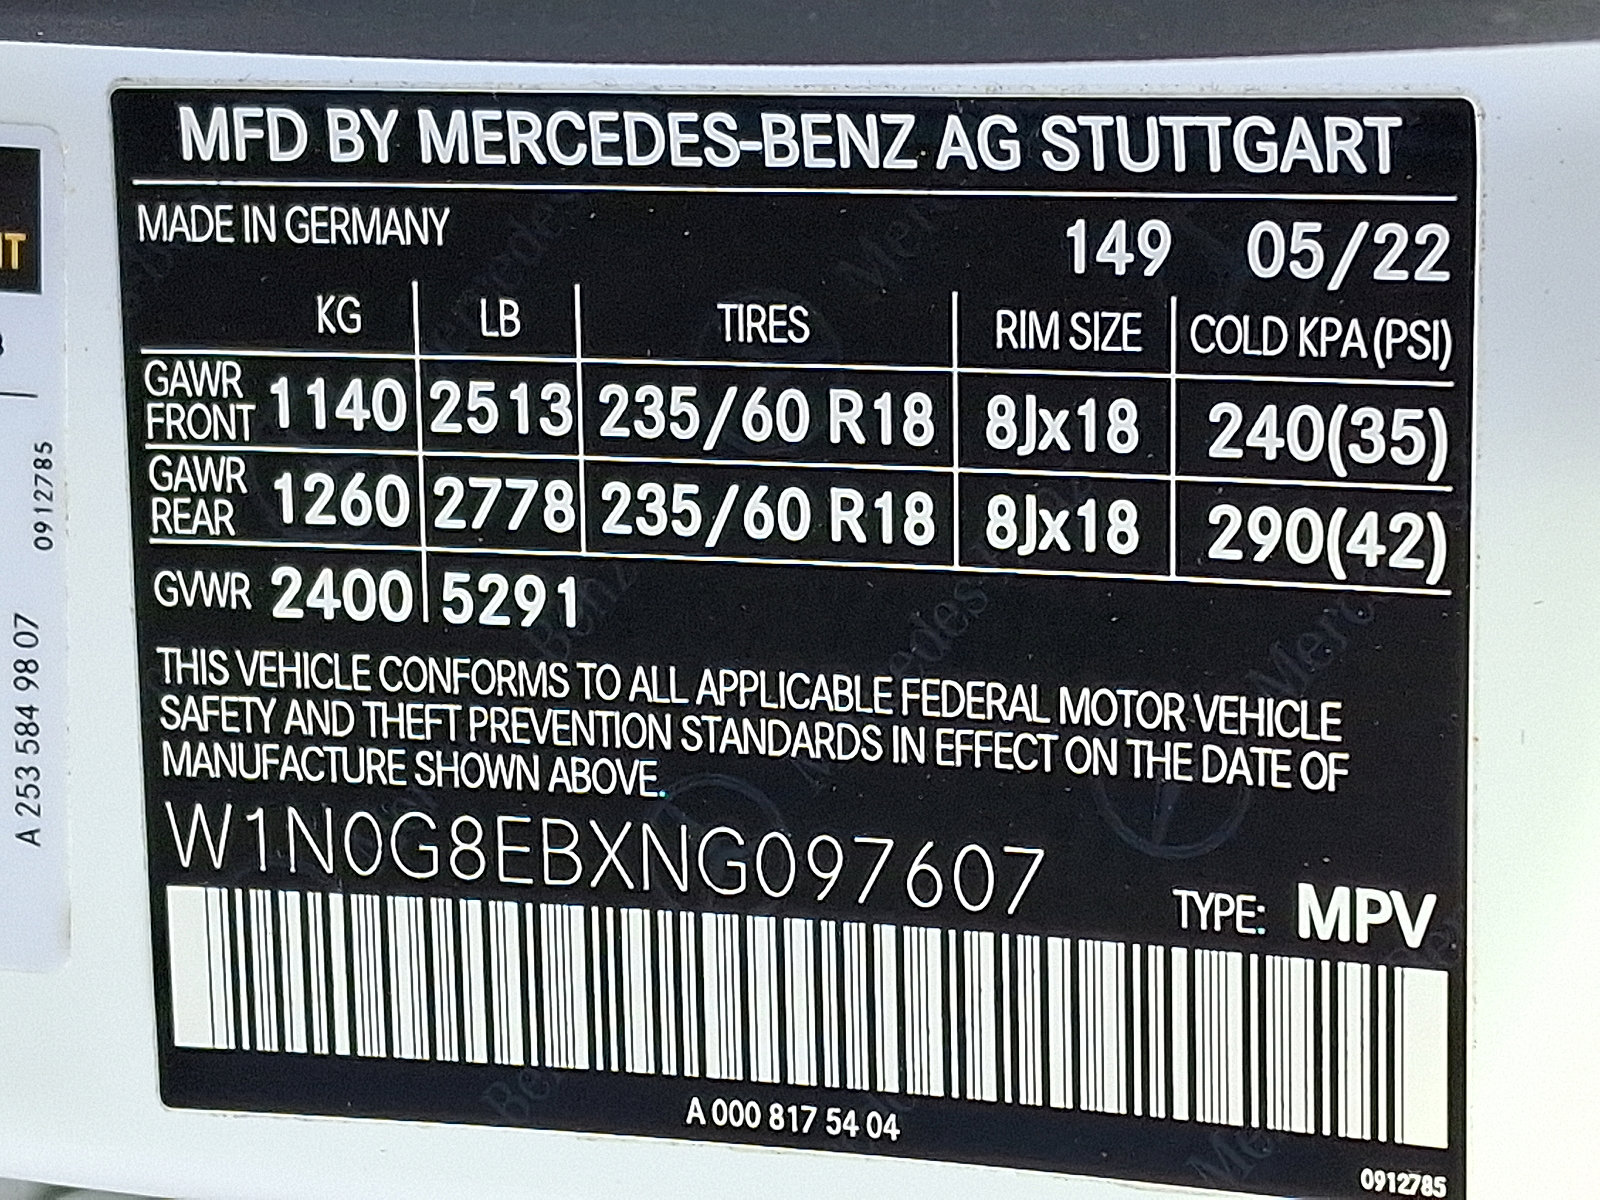 MFD BY MERCEDES-BENZ AG STUTTGART
MADE IN GERMANY 149 05/22
KG LB TIRES RIM SIZE COLD KPA (PSI)
GAWR FRONT 1140 2513 235/60 R18 8Jx18 240(35)
GAWR REAR 1260 2778 235/60 R18 8Jx18 290(42)
GVWR 2400 5291
THIS VEHICLE CONFORMS TO ALL APPLICABLE FEDERAL MOTOR VEHICLE
SAFETY AND THEFT PREVENTION STANDARDS IN EFFECT ON THE DATE OF
MANUFACTURE SHOWN ABOVE.
W1N0G8EBXNG097607
TYPE: MPV
A 000 817 54 04
0912785
A 253 584 98 07 0912785